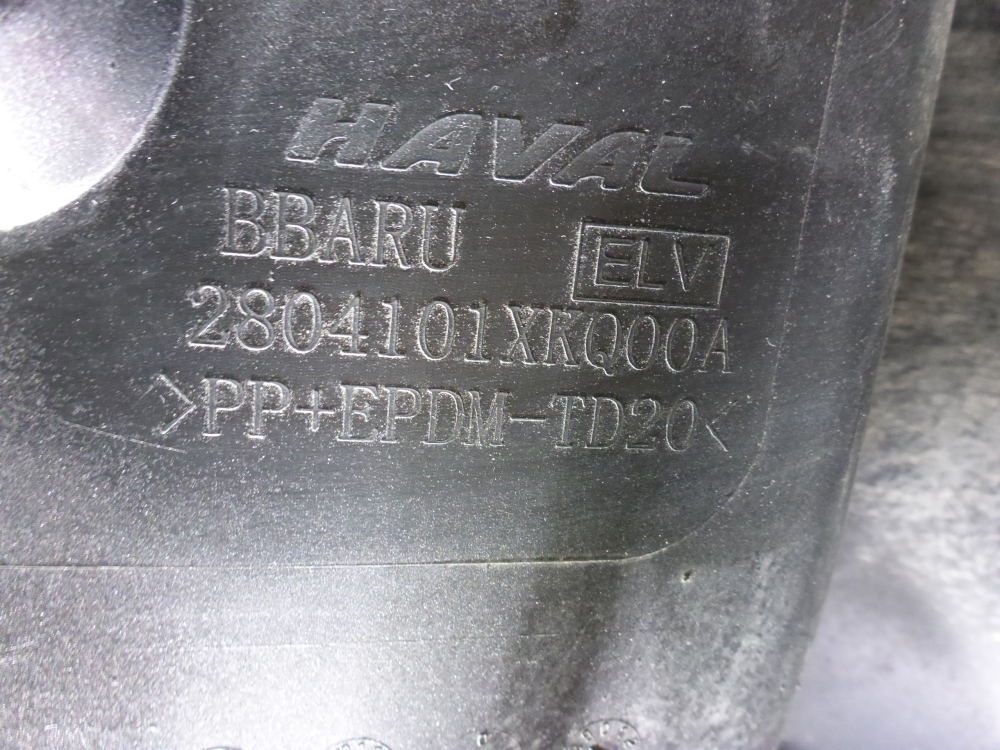 HAVAL
BBARU ELV
2804101XKQ00A
>PP+EPDM-TD20<